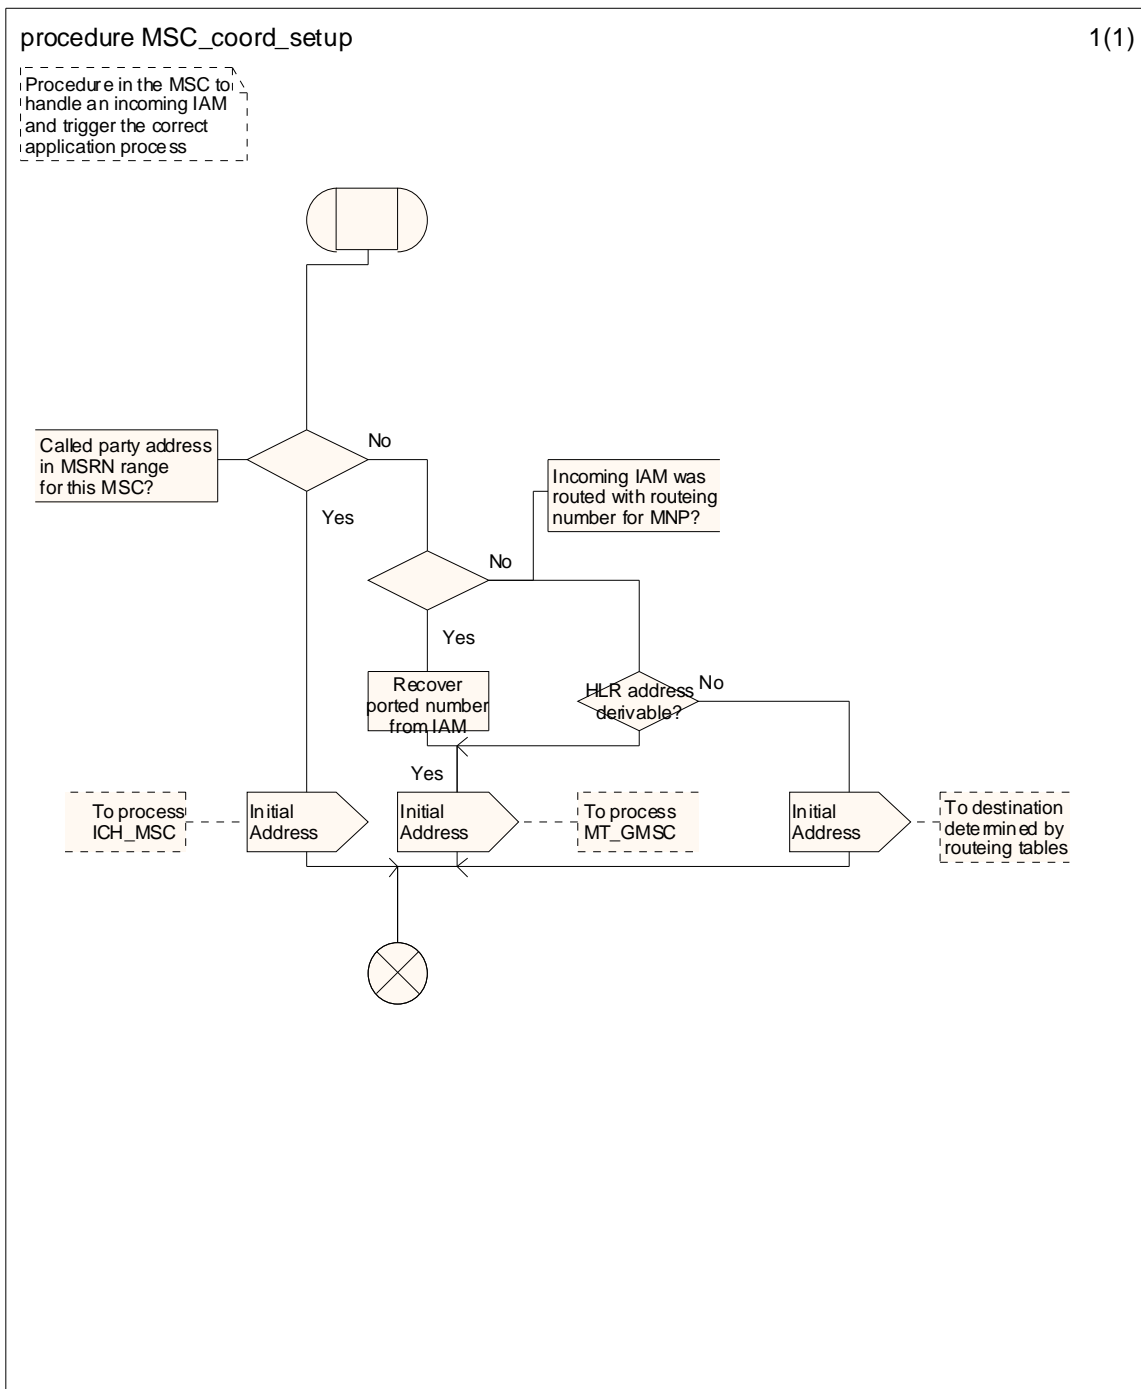 procedure MSC_coord_setup
1(1)
Procedure in the MSC to
handle an incoming IAM
and trigger the correct
application process
Called party address
in MSRN range
for this MSC?
No
Yes
Incoming IAM was
routed with routeing
number for MNP?
No
Yes
Recover
ported number
from IAM
HLR address
derivable?
No
Yes
To process
ICH_MSC
Initial
Address
Initial
Address
To process
MT_GMSC
Initial
Address
To destination
determined by
routeing tables